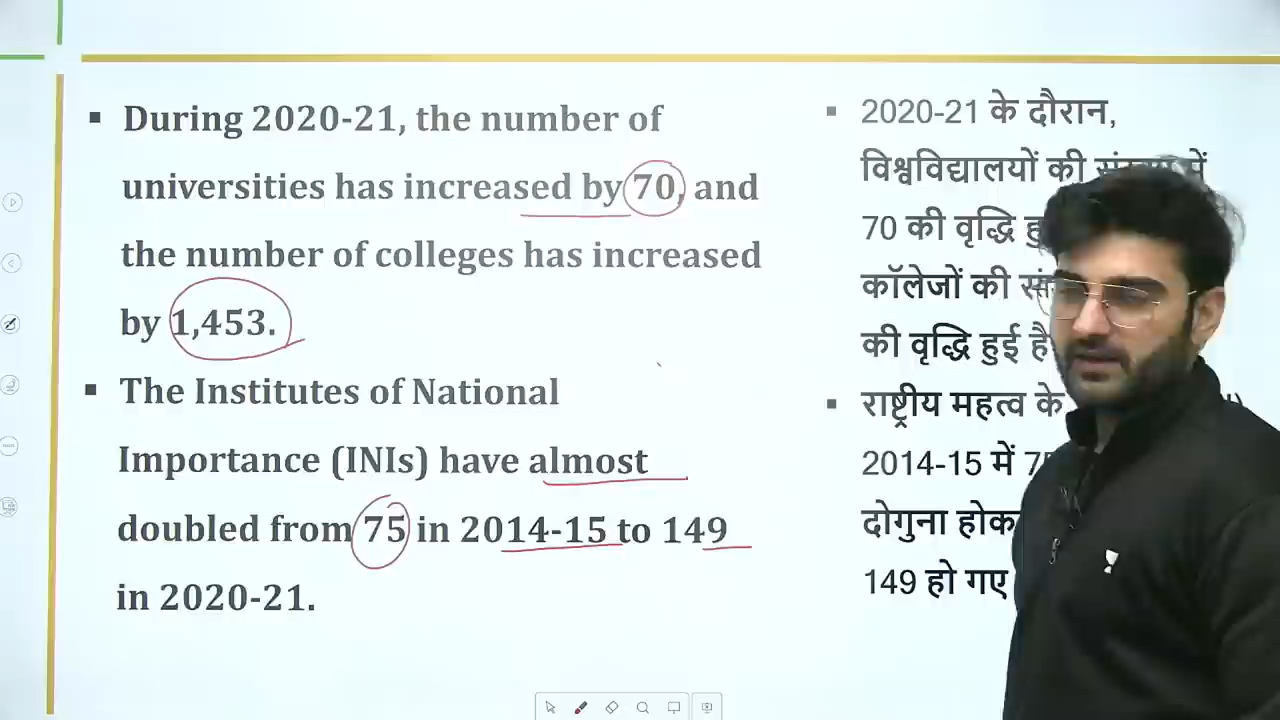 ▪ During 2020-21, the number of
universities has increased by 70, and
the number of colleges has increased
by 1,453.
▪ The Institutes of National
Importance (INIs) have almost
doubled from 75 in 2014-15 to 149
in 2020-21.
▪ 2020-21 के दौरान,
विश्वविद्यालयों की में
70 की वृद्धि
कॉलेजों की
की वृद्धि हुई है
▪ राष्ट्रीय महत्व के
2014-15 में
दोगुना
149 हो गए